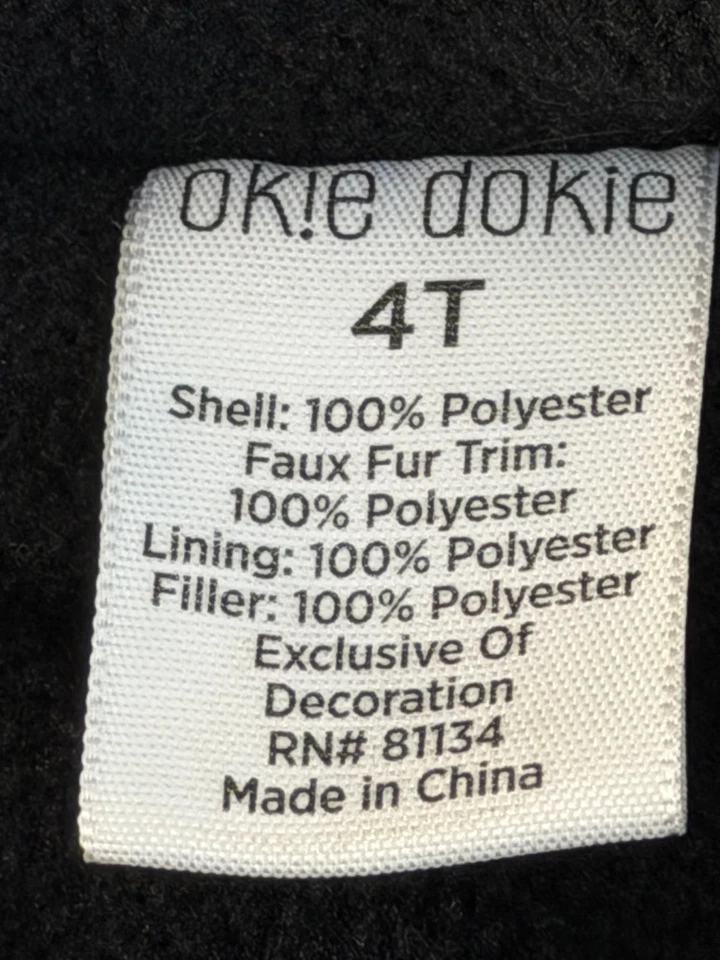 ok!e dokie
4T
Shell: 100% Polyester
Faux Fur Trim:
100% Polyester
Lining: 100% Polyester
Filler: 100% Polyester
Exclusive Of
Decoration
RN# 81134
Made in China